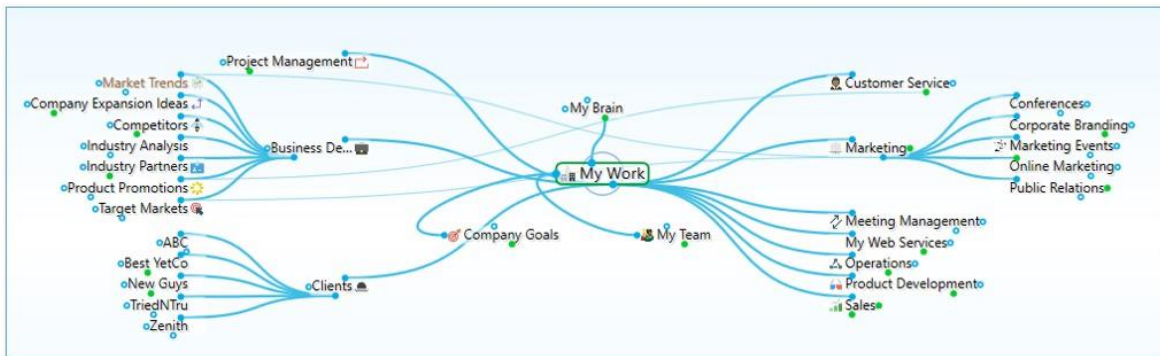 Project Management
Market Trends
Company Expansion Ideas
Competitors
Industry Analysis
Industry Partners
Product Promotions
Target Markets
Business De...
ABC
Best YetCo
New Guys
TriedNTru
Zenith
Clients
My Brain
My Work
Company Goals
My Team
Customer Service
Marketing
Conferences
Corporate Branding
Marketing Events
Online Marketing
Public Relations
Meeting Management
My Web Services
Operations
Product Development
Sales